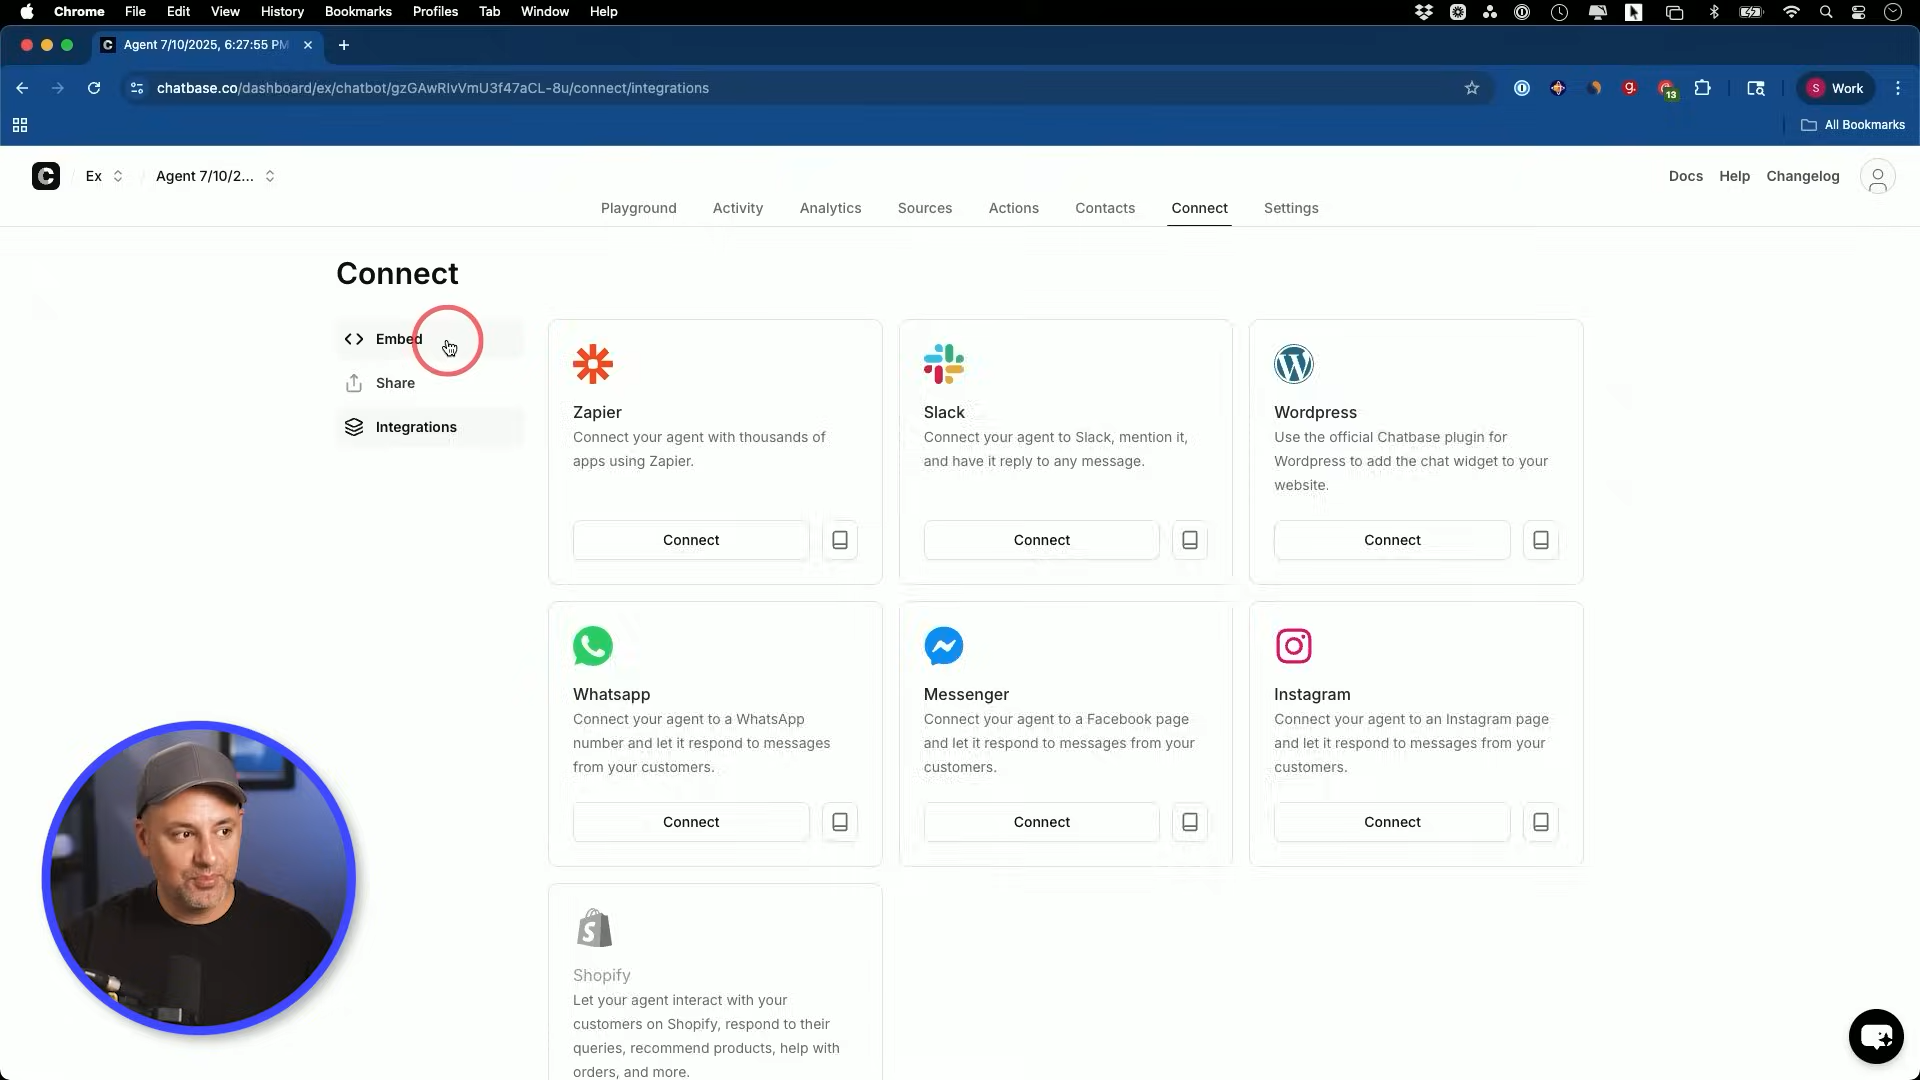 Chrome File Edit View History Bookmarks Profiles Tab Window Help
Agent 7/10/2025, 6:27:55 PM
chatbase.co/dashboard/ex/chatbot/gzGAwRlvVmU3f47aCL-8u/connect/integrations
g.
13
S Work
All Bookmarks
C Ex Agent 7/10/2... Docs Help Changelog
Playground Activity Analytics Sources Actions Contacts Connect Settings
Connect
Embed
Share
Integrations
Zapier
Connect your agent with thousands of
apps using Zapier.
Connect
Slack
Connect your agent to Slack, mention it,
and have it reply to any message.
Connect
Wordpress
Use the official Chatbase plugin for
Wordpress to add the chat widget to your
website.
Connect
Whatsapp
Connect your agent to a WhatsApp
number and let it respond to messages
from your customers.
Connect
Messenger
Connect your agent to a Facebook page
and let it respond to messages from your
customers.
Connect
Instagram
Connect your agent to an Instagram page
and let it respond to messages from your
customers.
Connect
Shopify
Let your agent interact with your
customers on Shopify, respond to their
queries, recommend products, help with
orders, and more.